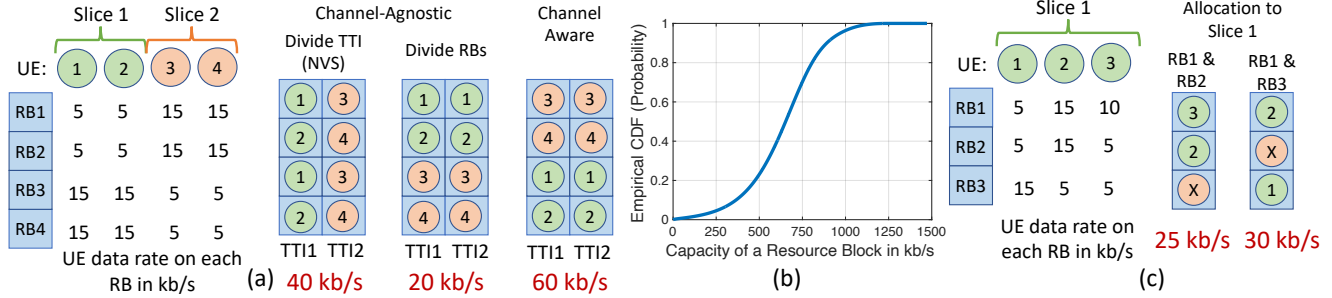 Slice 1 Slice 2
UE: 1 2 3 4
RB1 5 5 15 15
RB2 5 5 15 15
RB3 15 15 5 5
RB4 15 15 5 5
UE data rate on each
RB in kb/s
(a)
Channel-Agnostic
Divide TTI
(NVS)
1 3
2 4
1 3
2 4
TTI1 TTI2
40 kb/s
Divide RBs
1 1
2 2
3 3
4 4
TTI1 TTI2
20 kb/s
Channel
Aware
3 3
4 4
1 1
2 2
TTI1 TTI2
60 kb/s
Empirical CDF (Probability)
1
0.8
0.6
0.4
0.2
0
0 250 500 750 1000 1250 1500
Capacity of a Resource Block in kb/s
(b)
Slice 1
UE: 1 2 3
RB1 5 15 10
RB2 5 5 15
RB3 15 5 5
UE data rate on
each RB in kb/s
(c)
Allocation to
Slice 1
RB1 &
RB2
3
2
X
25 kb/s
RB1 &
RB3
2
X
1
30 kb/s